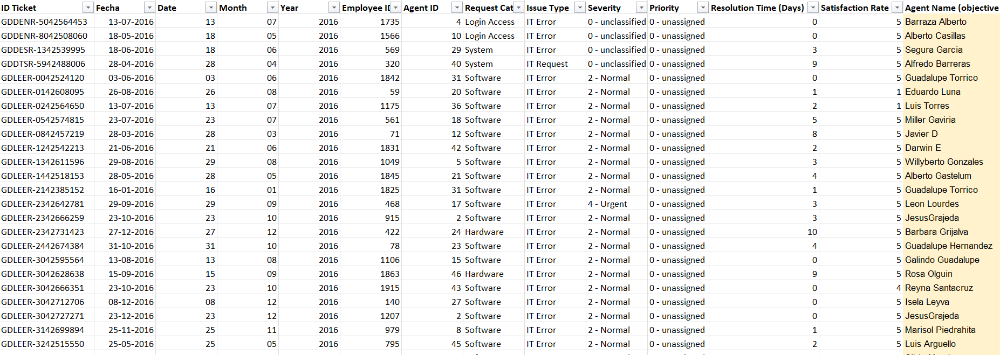 ID Ticket Fecha Date Month Year Employee ID Agent ID Request Cat Issue Type Severity Priority Resolution Time (Days) Satisfaction Rate Agent Name (objective
GDDENR-5042564453 13-07-2016 13 07 2016 1735 4 Login Access IT Error 0 - unclassified 0 - unassigned 0 5 Barraza Alberto
GDDENR-8042508060 18-05-2016 18 05 2016 1566 10 Login Access IT Error 0 - unclassified 0 - unassigned 0 5 Alberto Casillas
GDDESR-1342539995 18-06-2016 18 06 2016 569 29 System IT Error 0 - unclassified 0 - unassigned 3 5 Segura Garcia
GDDTSR-5942488006 28-04-2016 28 04 2016 320 40 System IT Request 0 - unclassified 0 - unassigned 9 5 Alfredo Barreras
GDLEER-0042524120 03-06-2016 03 06 2016 1842 31 Software IT Error 2 - Normal 0 - unassigned 0 5 Guadalupe Torrico
GDLEER-0142608095 26-08-2016 26 08 2016 59 20 Software IT Error 2 - Normal 0 - unassigned 1 1 Eduardo Luna
GDLEER-0242564650 13-07-2016 13 07 2016 1175 36 Software IT Error 2 - Normal 0 - unassigned 2 1 Luis Torres
GDLEER-0542574815 23-07-2016 23 07 2016 561 18 Software IT Error 2 - Normal 0 - unassigned 5 5 Miller Gaviria
GDLEER-0842457219 28-03-2016 28 03 2016 71 12 Software IT Error 2 - Normal 0 - unassigned 8 5 Javier D
GDLEER-1242542213 21-06-2016 21 06 2016 1831 42 Software IT Error 2 - Normal 0 - unassigned 2 5 Darwin E
GDLEER-1342611596 29-08-2016 29 08 2016 1049 5 Software IT Error 2 - Normal 0 - unassigned 3 5 Willyberto Gonzales
GDLEER-1442518153 28-05-2016 28 05 2016 1845 21 Software IT Error 2 - Normal 0 - unassigned 4 5 Alberto Gastelum
GDLEER-2142385152 16-01-2016 16 01 2016 1825 31 Software IT Error 2 - Normal 0 - unassigned 1 5 Guadalupe Torrico
GDLEER-2342642781 29-09-2016 29 09 2016 468 17 Software IT Error 4 - Urgent 0 - unassigned 3 5 Leon Lourdes
GDLEER-2342666259 23-10-2016 23 10 2016 915 2 Software IT Error 2 - Normal 0 - unassigned 3 5 JesusGrajeda
GDLEER-2342731423 27-12-2016 27 12 2016 422 24 Hardware IT Error 2 - Normal 0 - unassigned 10 5 Barbara Grijalva
GDLEER-2442674384 31-10-2016 31 10 2016 78 23 Software IT Error 2 - Normal 0 - unassigned 4 5 Guadalupe Hernandez
GDLEER-3042595564 13-08-2016 13 08 2016 1106 15 Software IT Error 2 - Normal 0 - unassigned 0 5 Galindo Guadalupe
GDLEER-3042628638 15-09-2016 15 09 2016 1863 46 Hardware IT Error 2 - Normal 0 - unassigned 9 5 Rosa Olguin
GDLEER-3042666351 23-10-2016 23 10 2016 1915 43 Software IT Error 2 - Normal 0 - unassigned 0 4 Reyna Santacruz
GDLEER-3042712706 08-12-2016 08 12 2016 140 27 Software IT Error 2 - Normal 0 - unassigned 0 5 Isela Leyva
GDLEER-3042727271 23-12-2016 23 12 2016 1207 2 Software IT Error 2 - Normal 0 - unassigned 0 5 JesusGrajeda
GDLEER-3142699894 25-11-2016 25 11 2016 979 8 Software IT Error 2 - Normal 0 - unassigned 1 5 Marisol Piedrahita
GDLEER-3242515550 25-05-2016 25 05 2016 795 45 Software IT Error 2 - Normal 0 - unassigned 2 5 Luis Arguello